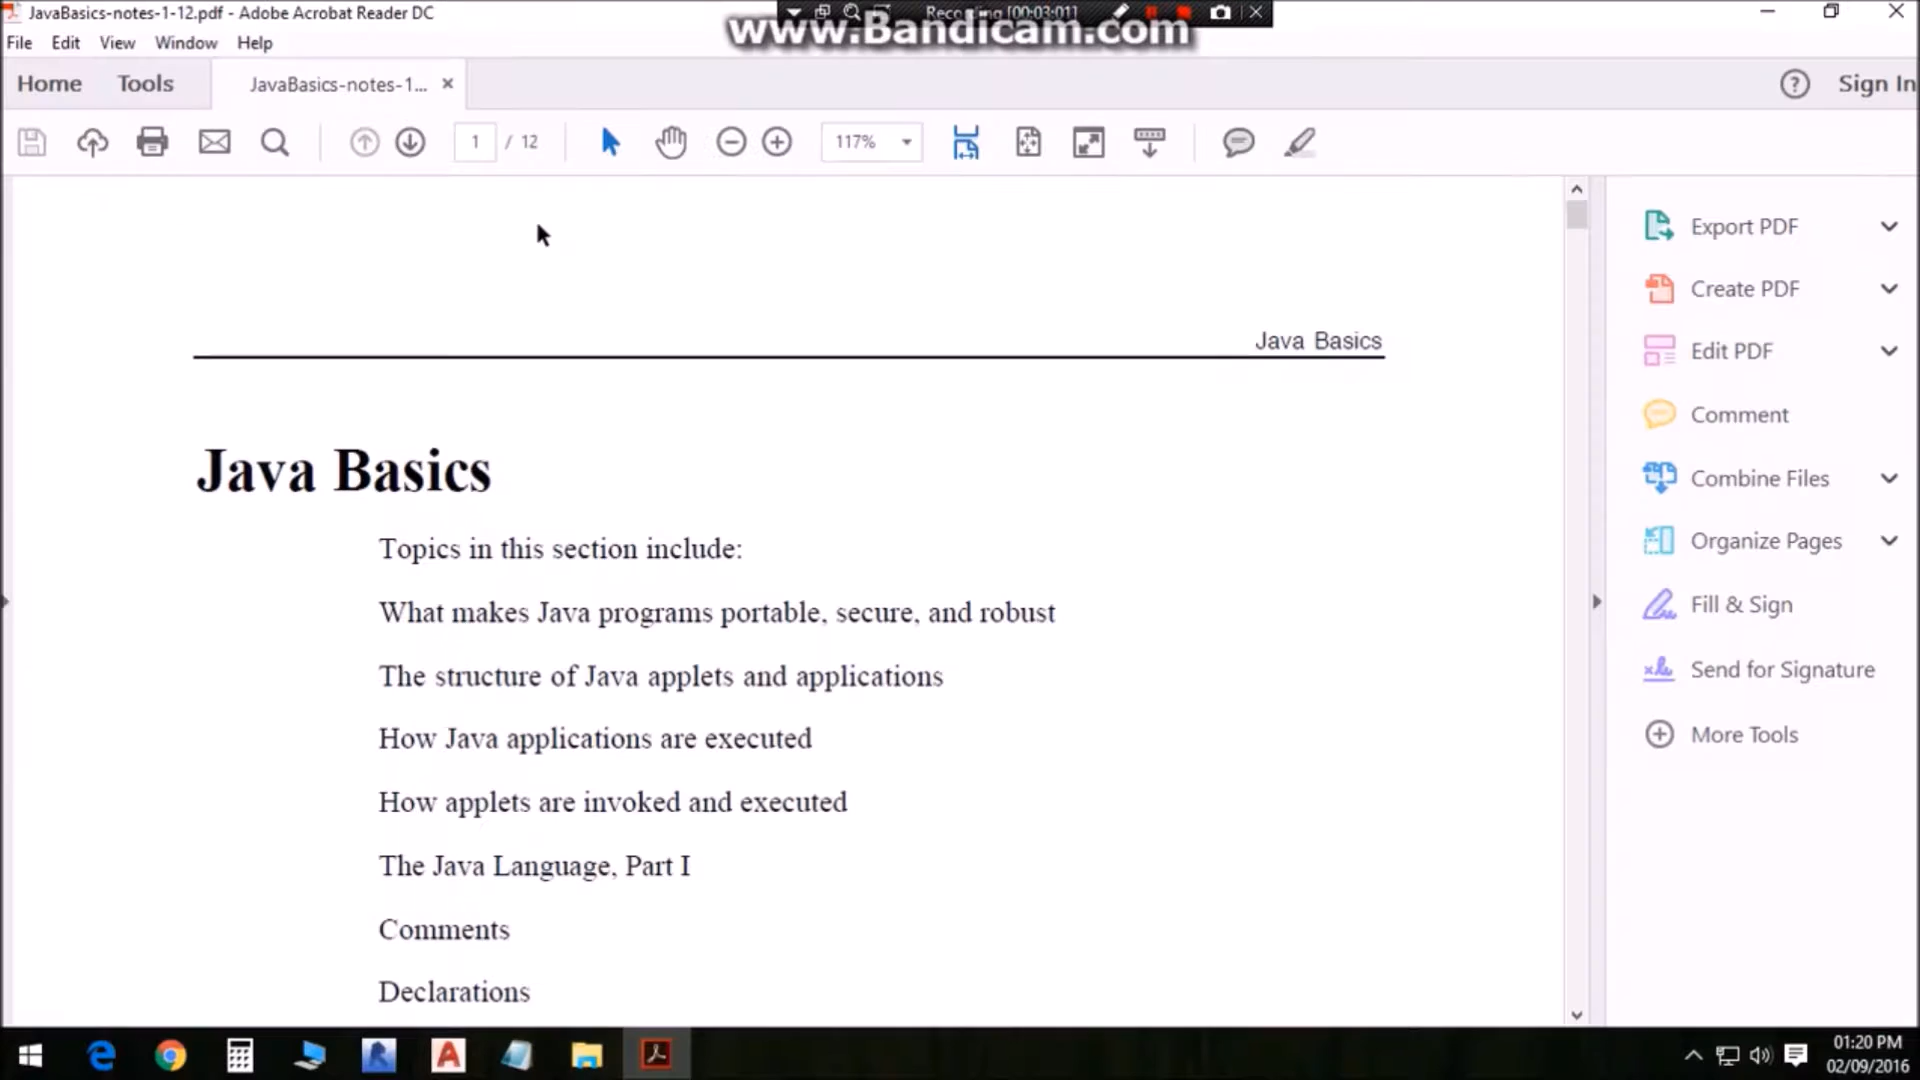 JavaBasics-notes-1-12.pdf - Adobe Acrobat Reader DC
Recording [00:03:01]
www.Bandicam.com
File Edit View Window Help
Home Tools JavaBasics-notes-1... Sign In
1 / 12 117%
Java Basics
Java Basics
Topics in this section include:
What makes Java programs portable, secure, and robust
The structure of Java applets and applications
How Java applications are executed
How applets are invoked and executed
The Java Language, Part I
Comments
Declarations
Export PDF
Create PDF
Edit PDF
Comment
Combine Files
Organize Pages
Fill & Sign
Send for Signature
More Tools
01:20 PM
02/09/2016